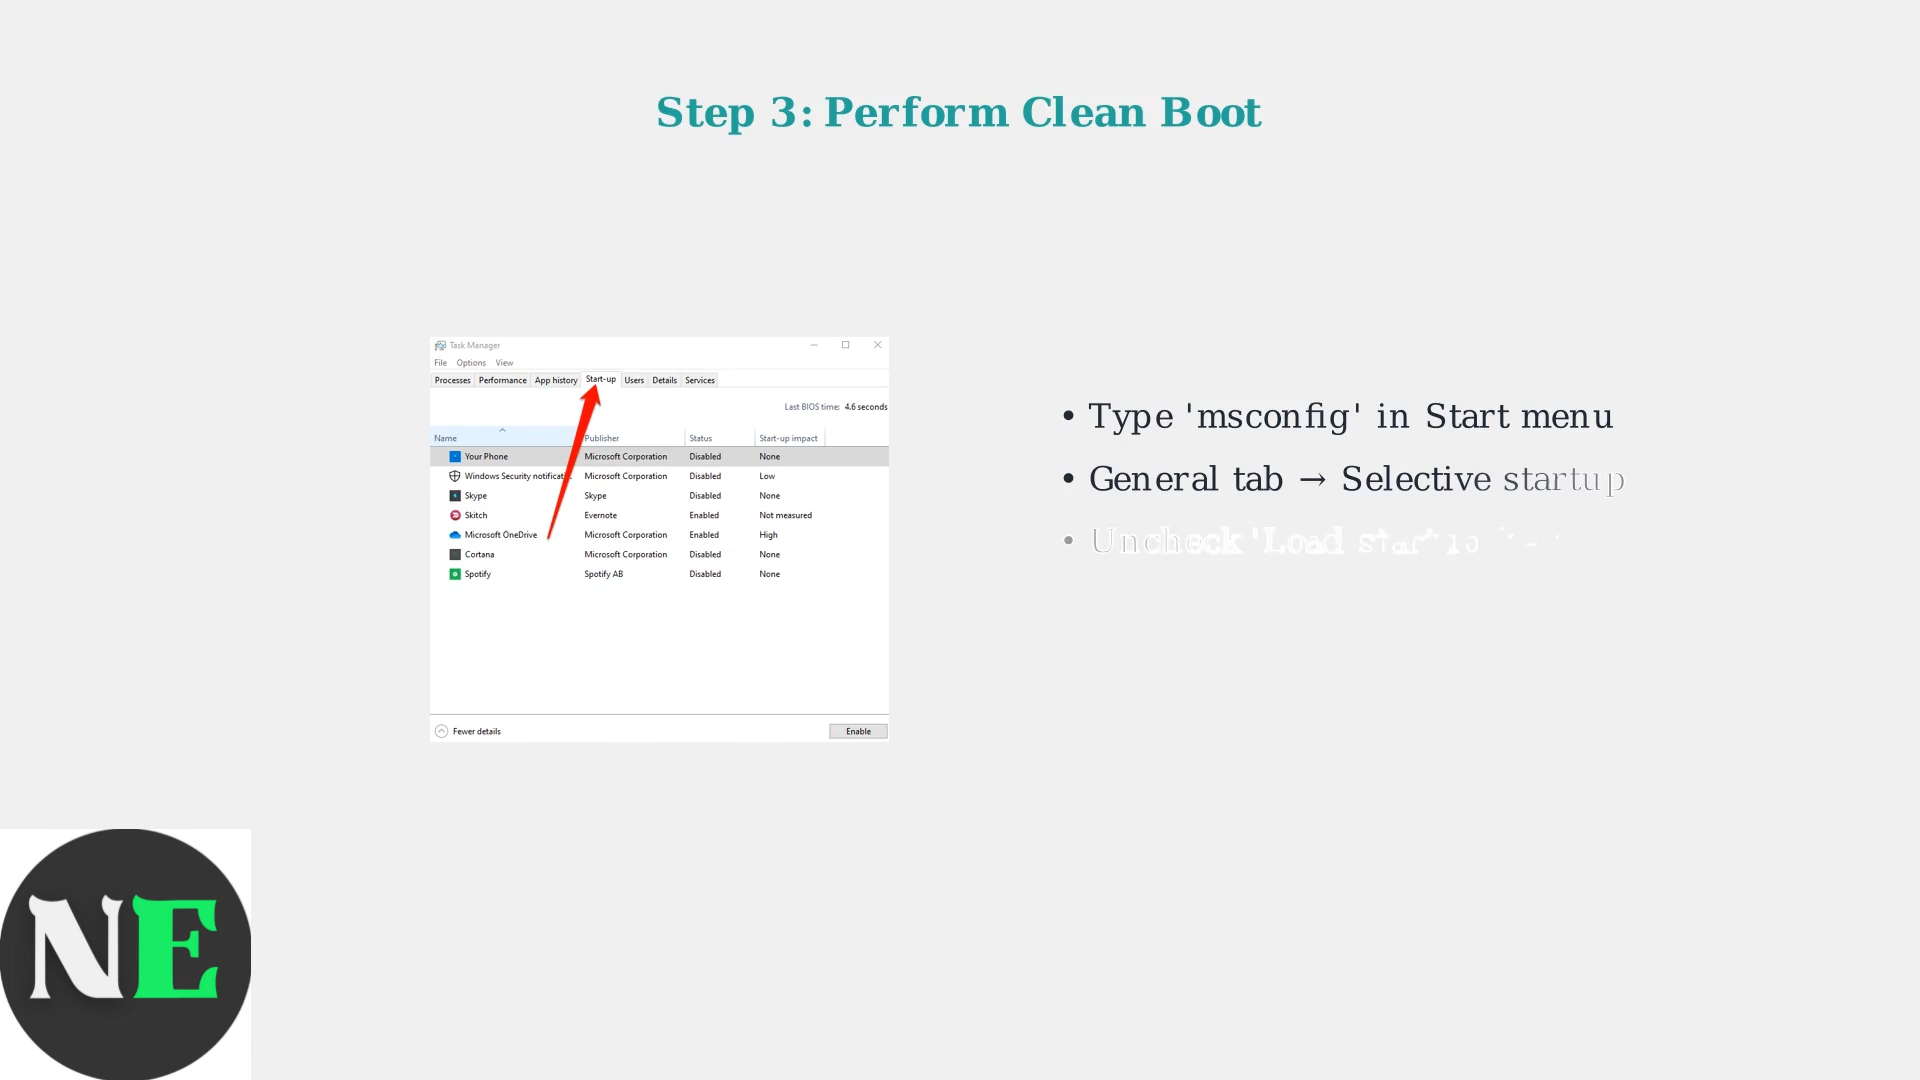 Step 3: Perform Clean Boot
Task Manager
File Options View
Processes Performance App history Start-up Users Details Services
Last BIOS time: 4.6 seconds
Name Publisher Status Start-up impact
Your Phone Microsoft Corporation Disabled None
Windows Security notificat... Microsoft Corporation Disabled Low
Skype Skype Disabled None
Skitch Evernote Enabled Not measured
Microsoft OneDrive Microsoft Corporation Enabled High
Cortana Microsoft Corporation Disabled None
Spotify Spotify AB Disabled None
Fewer details Enable
• Type 'msconfig' in Start menu
• General tab → Selective startup
• Uncheck 'Load
NE